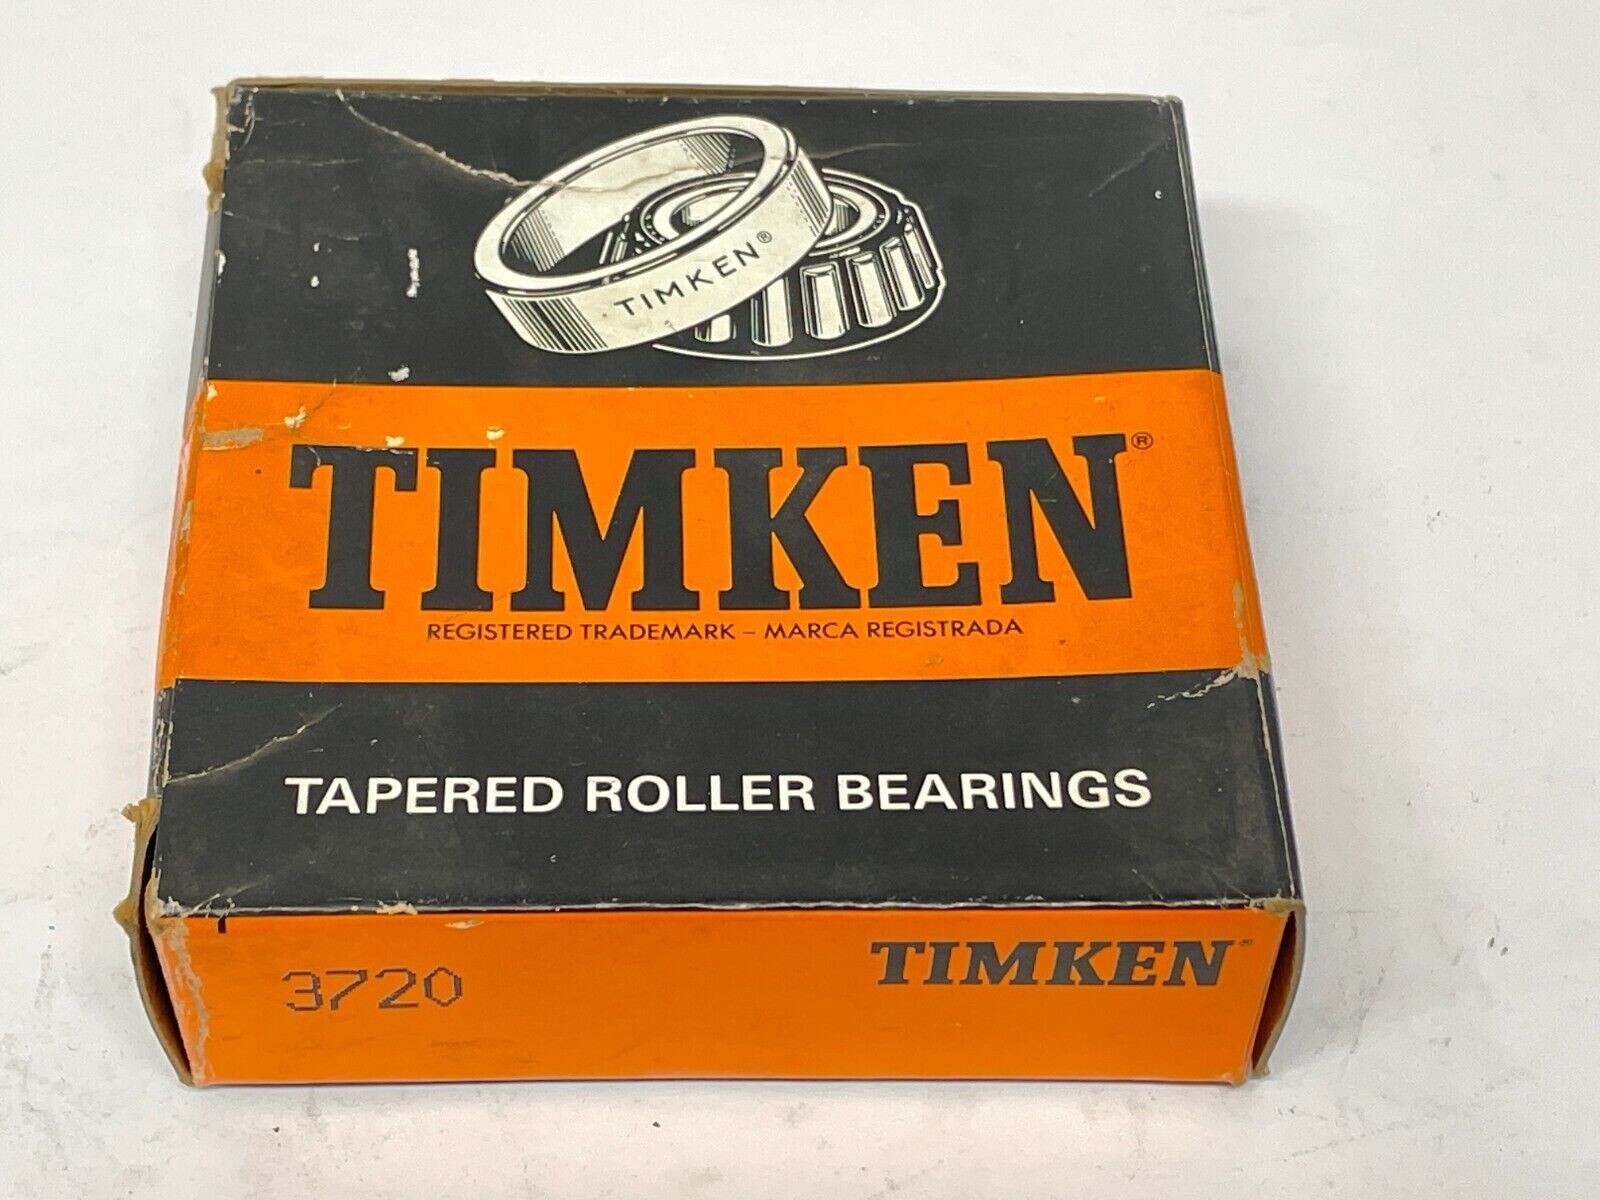 TIMKEN®
TIMKEN®
REGISTERED TRADEMARK – MARCA REGISTRADA
TAPERED ROLLER BEARINGS
3720
TIMKEN®